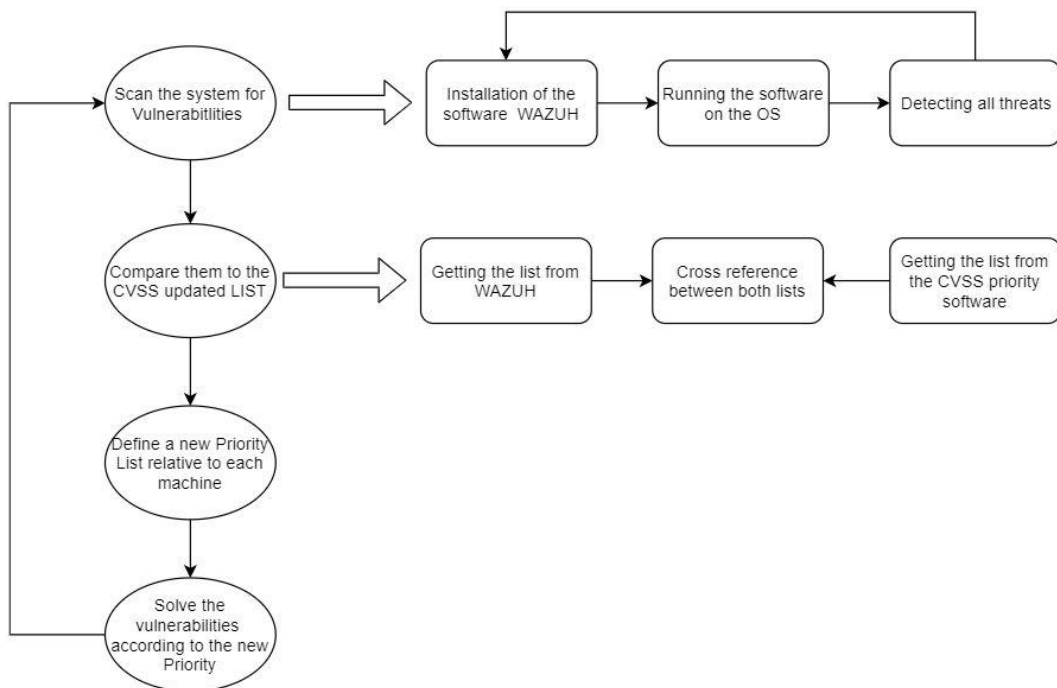 Scan the system for
Vulnerabitlities
Installation of the
software WAZUH
Running the software
on the OS
Detecting all threats
Compare them to the
CVSS updated LIST
Getting the list from
WAZUH
Cross reference
between both lists
Getting the list from
the CVSS priority
software
Define a new Priority
List relative to each
machine
Solve the
vulnerabilities
according to the new
Priority